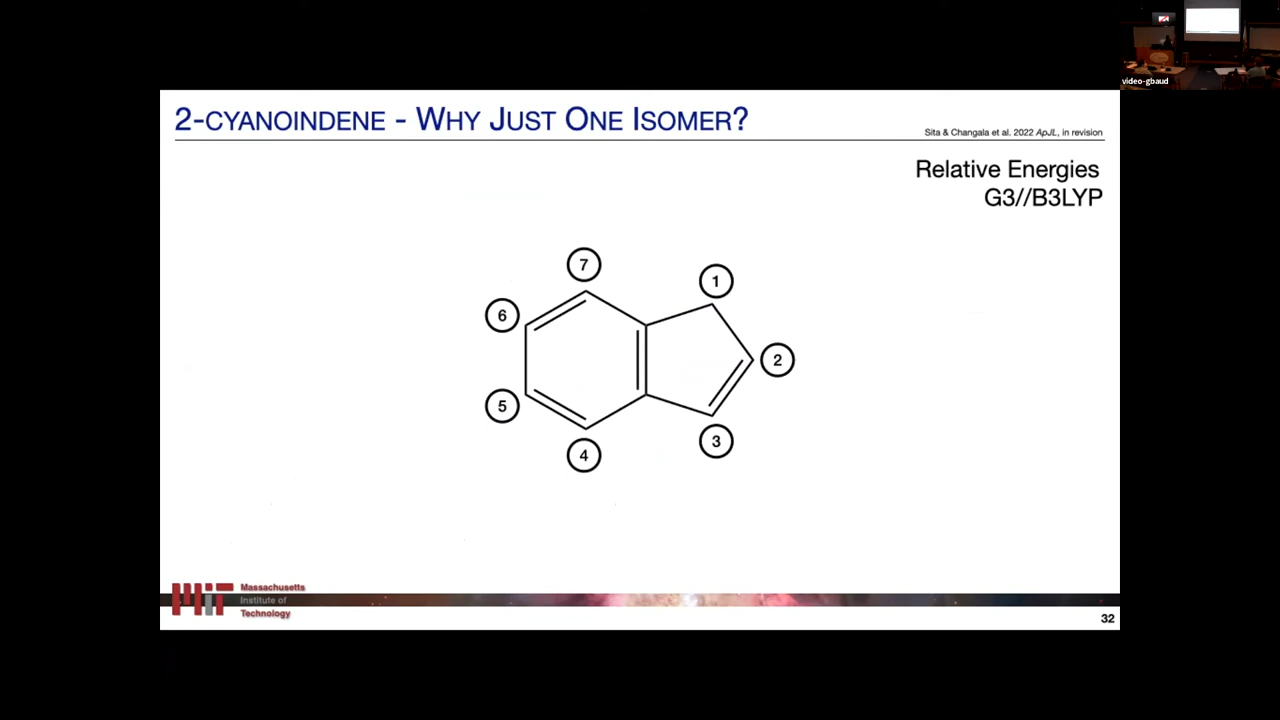 video-gbaud
2-CYANOINDENE - WHY JUST ONE ISOMER?
Sita & Changala et al. 2022 ApJL, in revision
Relative Energies
G3//B3LYP
7
1
6
2
5
3
4
MIT
Massachusetts
Institute of
Technology
32